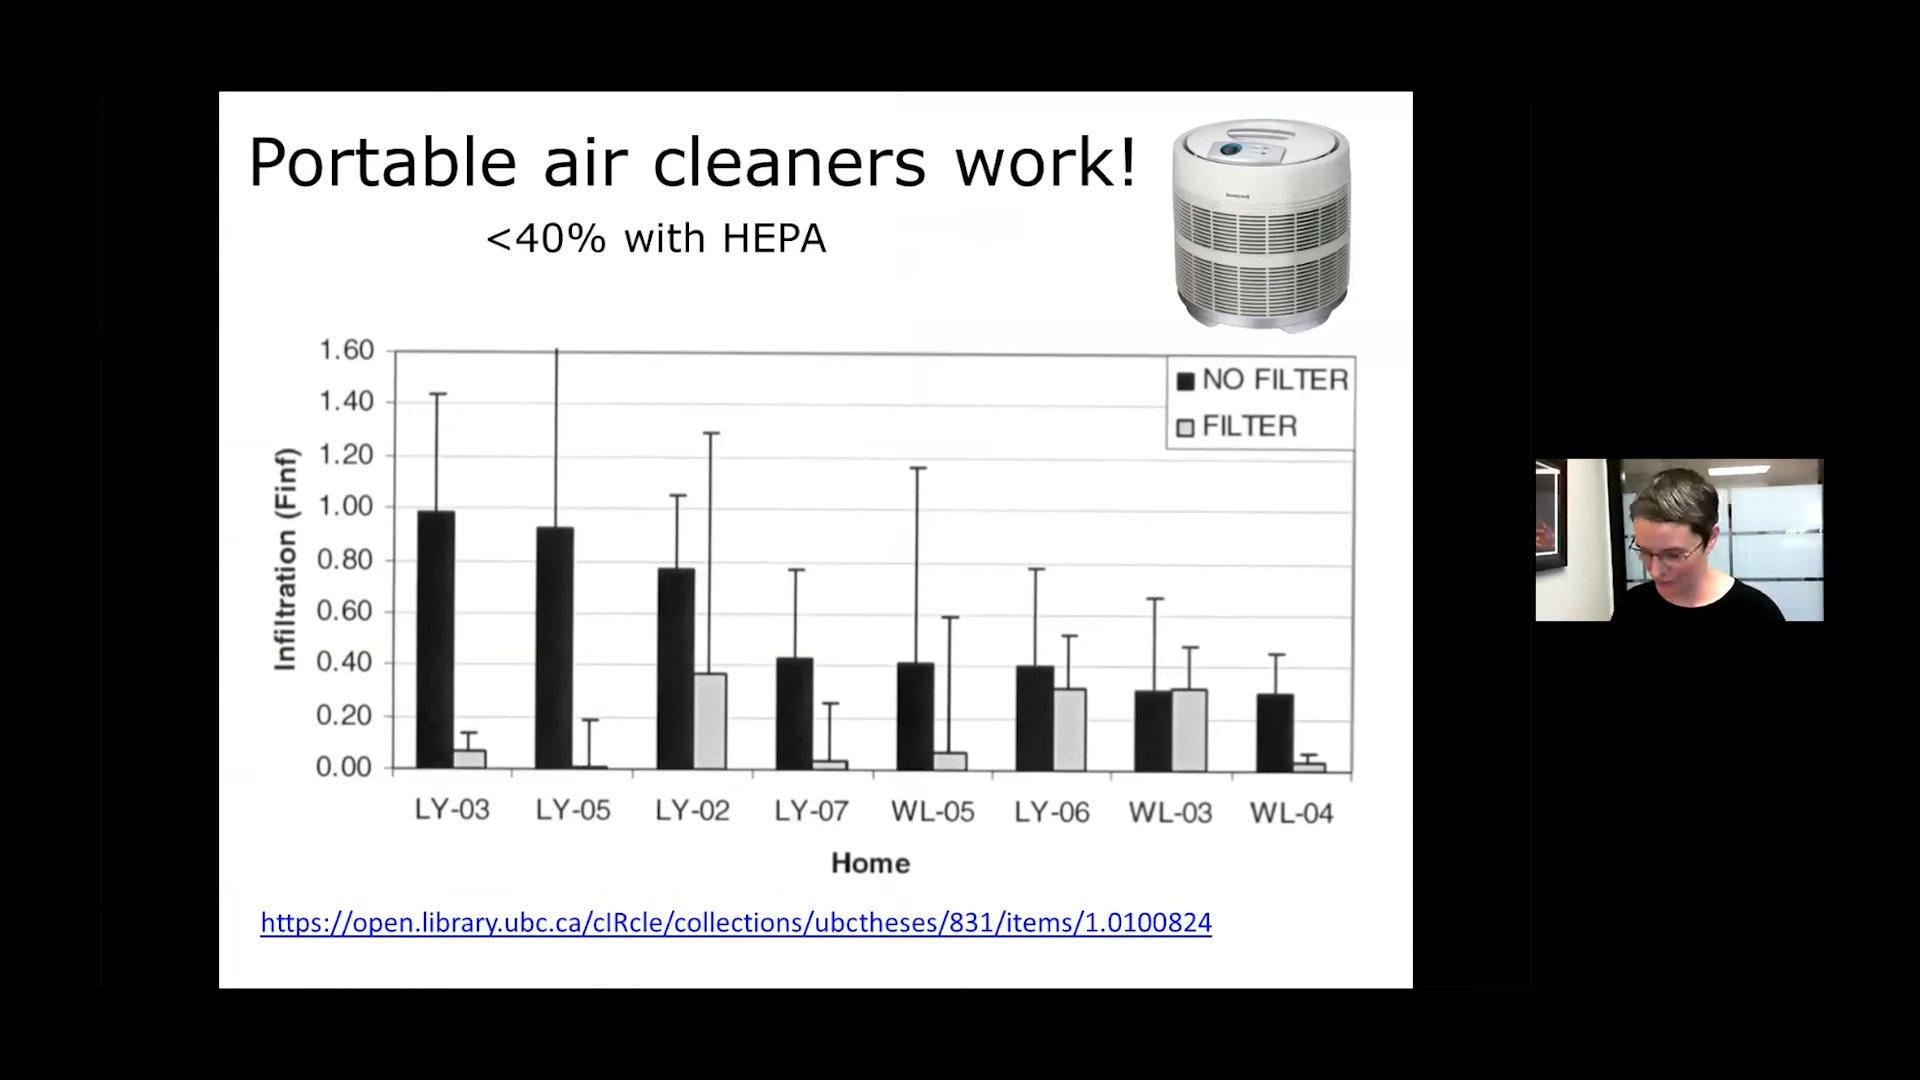 Portable air cleaners work!
<40% with HEPA
Honeywell
1.60
1.40
1.20
1.00
0.80
0.60
0.40
0.20
0.00
Infiltration (Finf)
NO FILTER
FILTER
LY-03 LY-05 LY-02 LY-07 WL-05 LY-06 WL-03 WL-04
Home
https://open.library.ubc.ca/cIRcle/collections/ubctheses/831/items/1.0100824